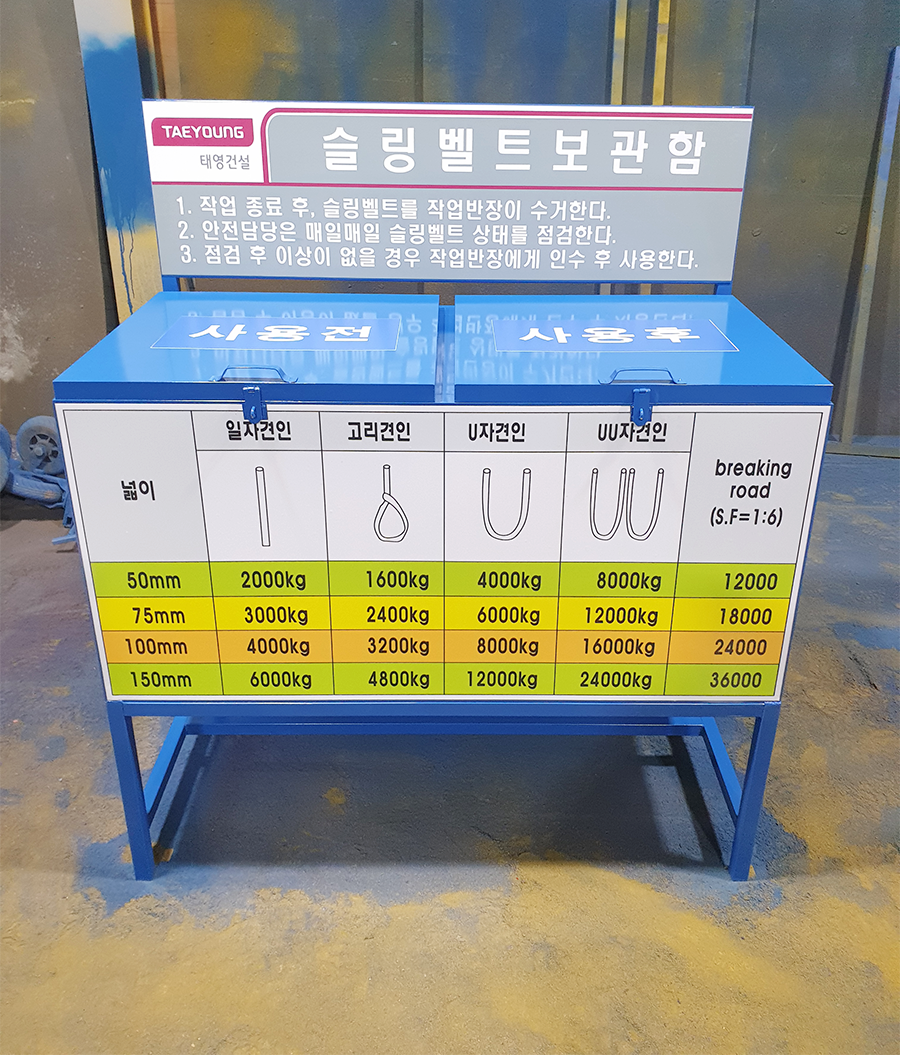 TAEYOUNG
태영건설
슬링벨트보관함
1. 작업 종료 후, 슬링벨트를 작업반장이 수거한다.
2. 안전담당은 매일매일 슬링벨트 상태를 점검한다.
3. 점검 후 이상이 없을 경우 작업반장에게 인수 후 사용한다.
사용전 사용후
넓이 일자견인 고리견인 U자견인 UU자견인
breaking
road
(S.F=1:6)
50mm 2000kg 1600kg 4000kg 8000kg 12000
75mm 3000kg 2400kg 6000kg 12000kg 18000
100mm 4000kg 3200kg 8000kg 16000kg 24000
150mm 6000kg 4800kg 12000kg 24000kg 36000